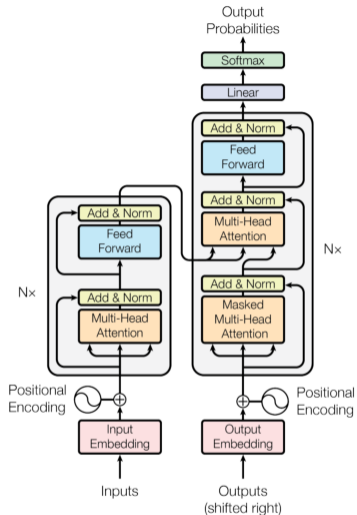 Output
Probabilities
Softmax
Linear
Add & Norm
Feed
Forward
Add & Norm
Multi-Head
Attention
Add & Norm
Masked
Multi-Head
Attention
Nx
Add & Norm
Feed
Forward
Add & Norm
Multi-Head
Attention
Nx
Positional
Encoding
Positional
Encoding
Input
Embedding
Output
Embedding
Inputs
Outputs
(shifted right)